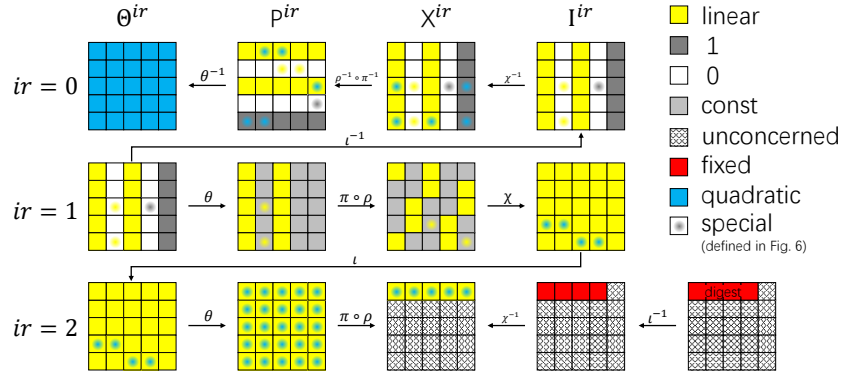 Θ^{ir} P^{ir} X^{ir} I^{ir}
ir = 0 θ^{-1} ρ^{-1} ∘ π^{-1} χ^{-1}
ι^{-1}
ir = 1 θ π ∘ ρ χ
ι
ir = 2 θ π ∘ ρ χ^{-1} ι^{-1} digest
linear
1
0
const
unconcerned
fixed
quadratic
special
(defined in Fig. 6)